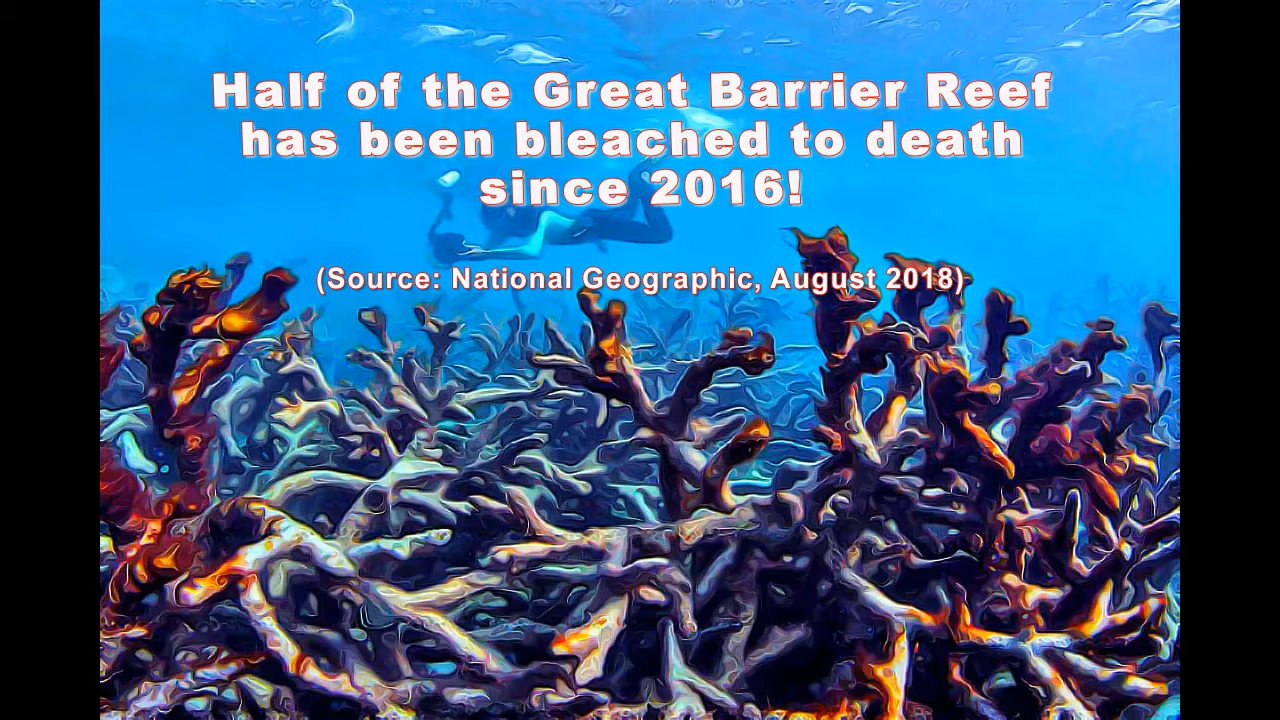 Half of the Great Barrier Reef
has been bleached to death
since 2016!
(Source: National Geographic, August 2018)